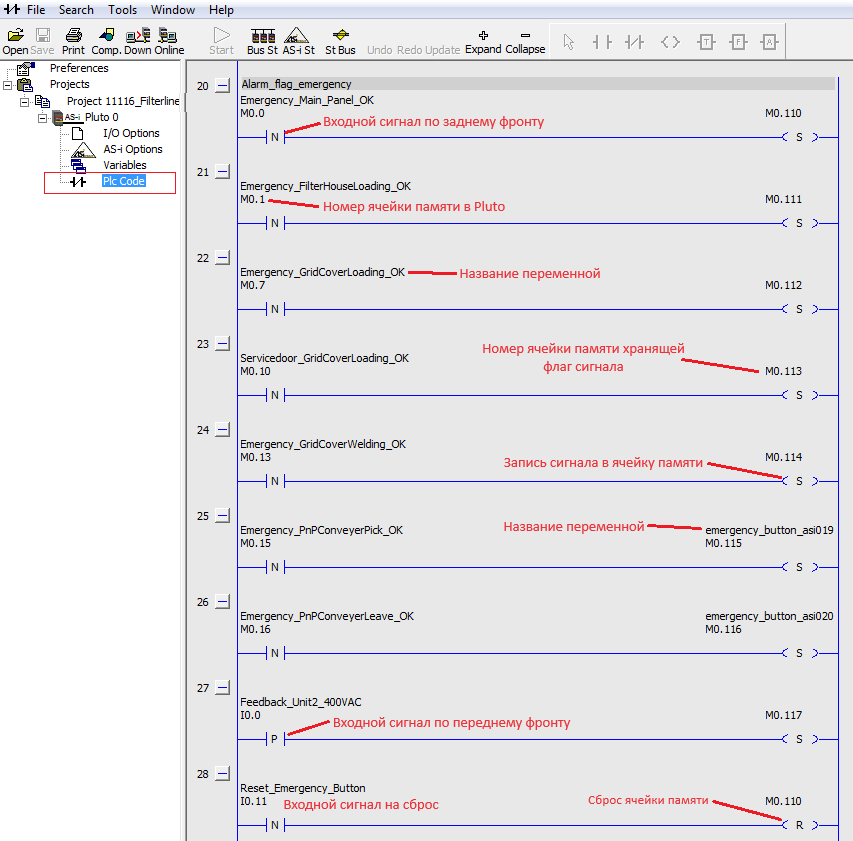 File Search Tools Window Help
Open Save Print Comp. Down Online Start Bus St AS-i St St Bus Undo Redo Update Expand Collapse
Preferences
Projects
Project 11116_Filterline
AS-i Pluto 0
I/O Options
AS-i Options
Variables
Plc Code
20 Alarm_flag_emergency
Emergency_Main_Panel_OK
M0.0 M0.110
Входной сигнал по заднему фронту
N S
21
Emergency_FilterHouseLoading_OK
M0.1 M0.111
Номер ячейки памяти в Pluto
N S
22
Emergency_GridCoverLoading_OK Название переменной
M0.7 M0.112
N S
23
Servicedoor_GridCoverLoading_OK
Номер ячейки памяти хранящей
флаг сигнала
M0.10 M0.113
N S
24
Emergency_GridCoverWelding_OK
M0.13 M0.114
Запись сигнала в ячейку памяти
N S
25
Emergency_PnPConveyerPick_OK Название переменной emergency_button_asi019
M0.15 M0.115
N S
26
Emergency_PnPConveyerLeave_OK emergency_button_asi020
M0.16 M0.116
N S
27
Feedback_Unit2_400VAC
I0.0 M0.117
Входной сигнал по переднему фронту
P S
28
Reset_Emergency_Button
I0.11 Входной сигнал на сброс Сброс ячейки памяти M0.110
N R